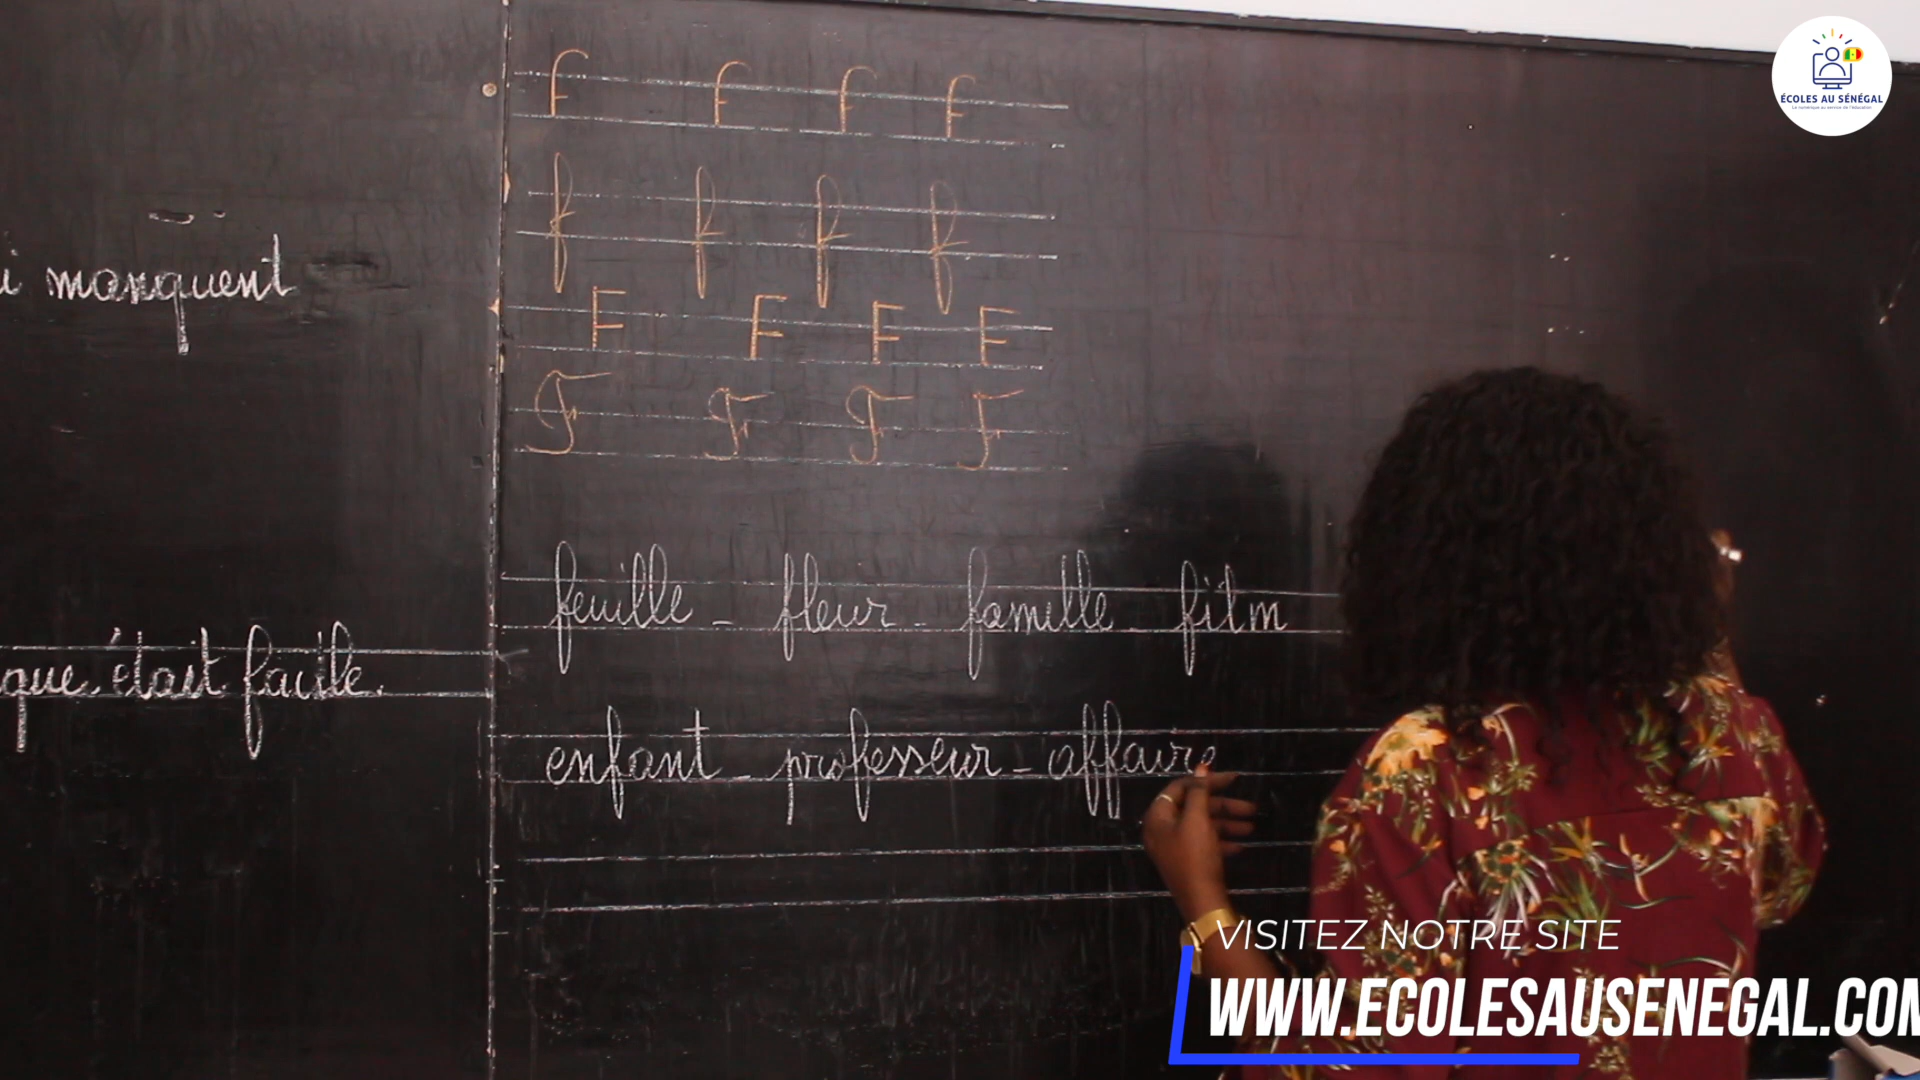 ÉCOLES AU SÉNÉGAL
manquent
que était facile.
f f f f
f f f f
F F F F
F F F F
feuille - fleur - famille - film
enfant - professeur - affaire
VISITEZ NOTRE SITE
WWW.ECOLESAUSENEGAL.COM